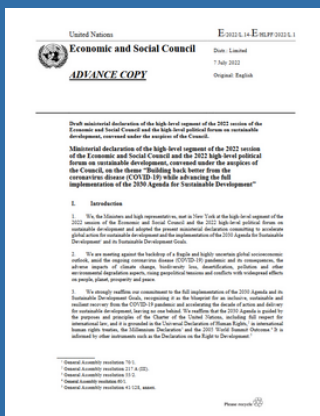 United Nations
E/2022/L.14-E/HLPF/2022/L.1
Economic and Social Council
Distr.: Limited
7 July 2022
ADVANCE COPY
Original: English
Draft ministerial declaration of the high-level segment of the 2022 session of the
Economic and Social Council and the high-level political forum on sustainable
development, convened under the auspices of the Council.
Ministerial declaration of the high-level segment of the 2022 session
of the Economic and Social Council and the 2022 high-level political
forum on sustainable development, convened under the auspices of
the Council, on the theme “Building back better from the
coronavirus disease (COVID-19) while advancing the full
implementation of the 2030 Agenda for Sustainable Development”
I. Introduction
1. We, the Ministers and high representatives, met in New York at the high-level segment of the
2022 session of the Economic and Social Council and the 2022 high-level political forum on
sustainable development and adopted the present ministerial declaration committing to accelerate
global action for sustainable development and the implementation of the 2030 Agenda for Sustainable
Development¹ and its Sustainable Development Goals.
2. We are meeting against the backdrop of a fragile and highly uncertain global socioeconomic
outlook, amid the ongoing coronavirus disease (COVID-19) pandemic and its consequences, the
adverse impacts of climate change, biodiversity loss, desertification, pollution and other
environmental degradation aspects, rising geopolitical tensions and conflicts with widespread effects
on people, planet, prosperity and peace.
3. We strongly reaffirm our commitment to the full implementation of the 2030 Agenda and its
Sustainable Development Goals, recognizing it as the blueprint for an inclusive, sustainable and
resilient recovery from the COVID-19 pandemic and accelerating the decade of action and delivery
for sustainable development, leaving no one behind. We reaffirm that the 2030 Agenda is guided by
the purposes and principles of the Charter of the United Nations, including full respect for
international law, and it is grounded in the Universal Declaration of Human Rights,² international
human rights treaties, the Millennium Declaration³ and the 2005 World Summit Outcome.⁴ It is
informed by other instruments such as the Declaration on the Right to Development.⁵
¹ General Assembly resolution 70/1.
² General Assembly resolution 217 A (III).
³ General Assembly resolution 55/2.
⁴ General Assembly resolution 60/1.
⁵ General Assembly resolution 41/128, annex.
Please recycle